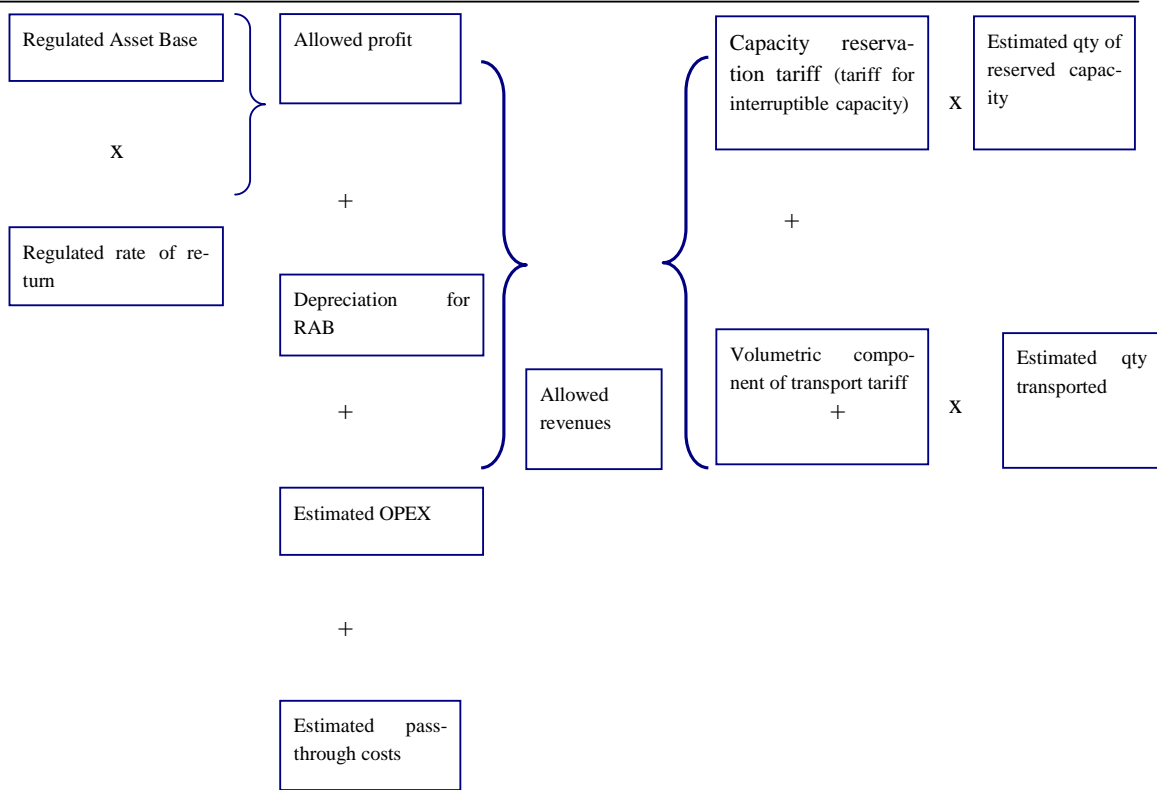 Regulated Asset Base
x
Regulated rate of re-
turn
Allowed profit
+
Depreciation for
RAB
+
Estimated OPEX
+
Estimated pass-
through costs
Allowed
revenues
Capacity reserva-
tion tariff (tariff for
interruptible capacity)
x
Estimated qty of
reserved capac-
ity
+
Volumetric compo-
nent of transport tariff
+
x
Estimated qty
transported